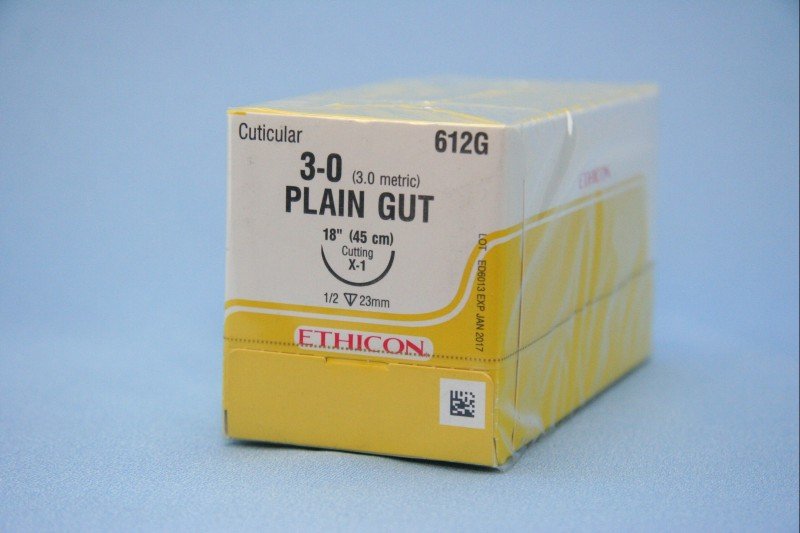 Cuticular 612G
3-0 (3.0 metric)
PLAIN GUT
18" (45 cm)
Cutting
X-1
1/2 23mm
ETHICON
LOT ED6013 EXP JAN 2017
ETHICON